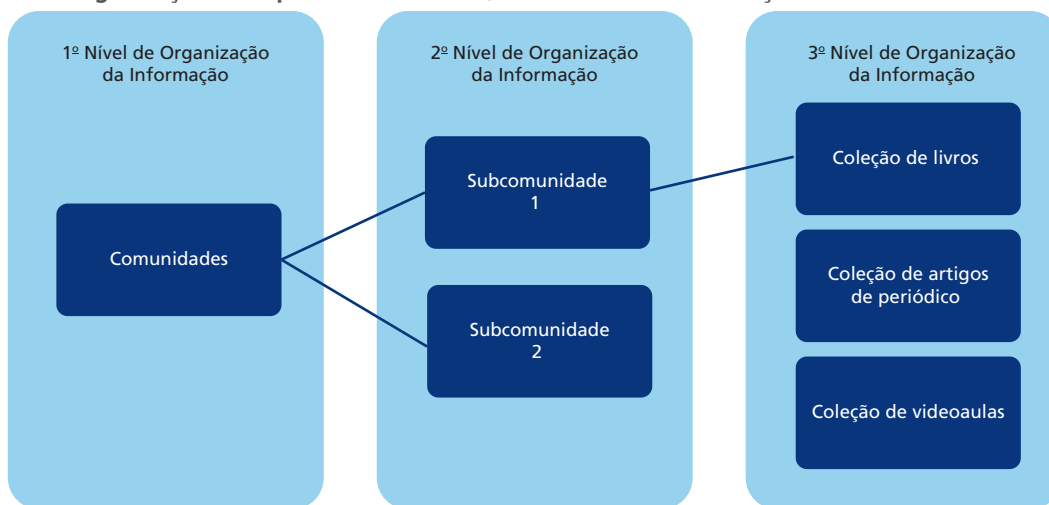 1º Nível de Organização
da Informação
2º Nível de Organização
da Informação
3º Nível de Organização
da Informação
Comunidades
Subcomunidade
1
Subcomunidade
2
Coleção de livros
Coleção de artigos
de periódico
Coleção de videoaulas